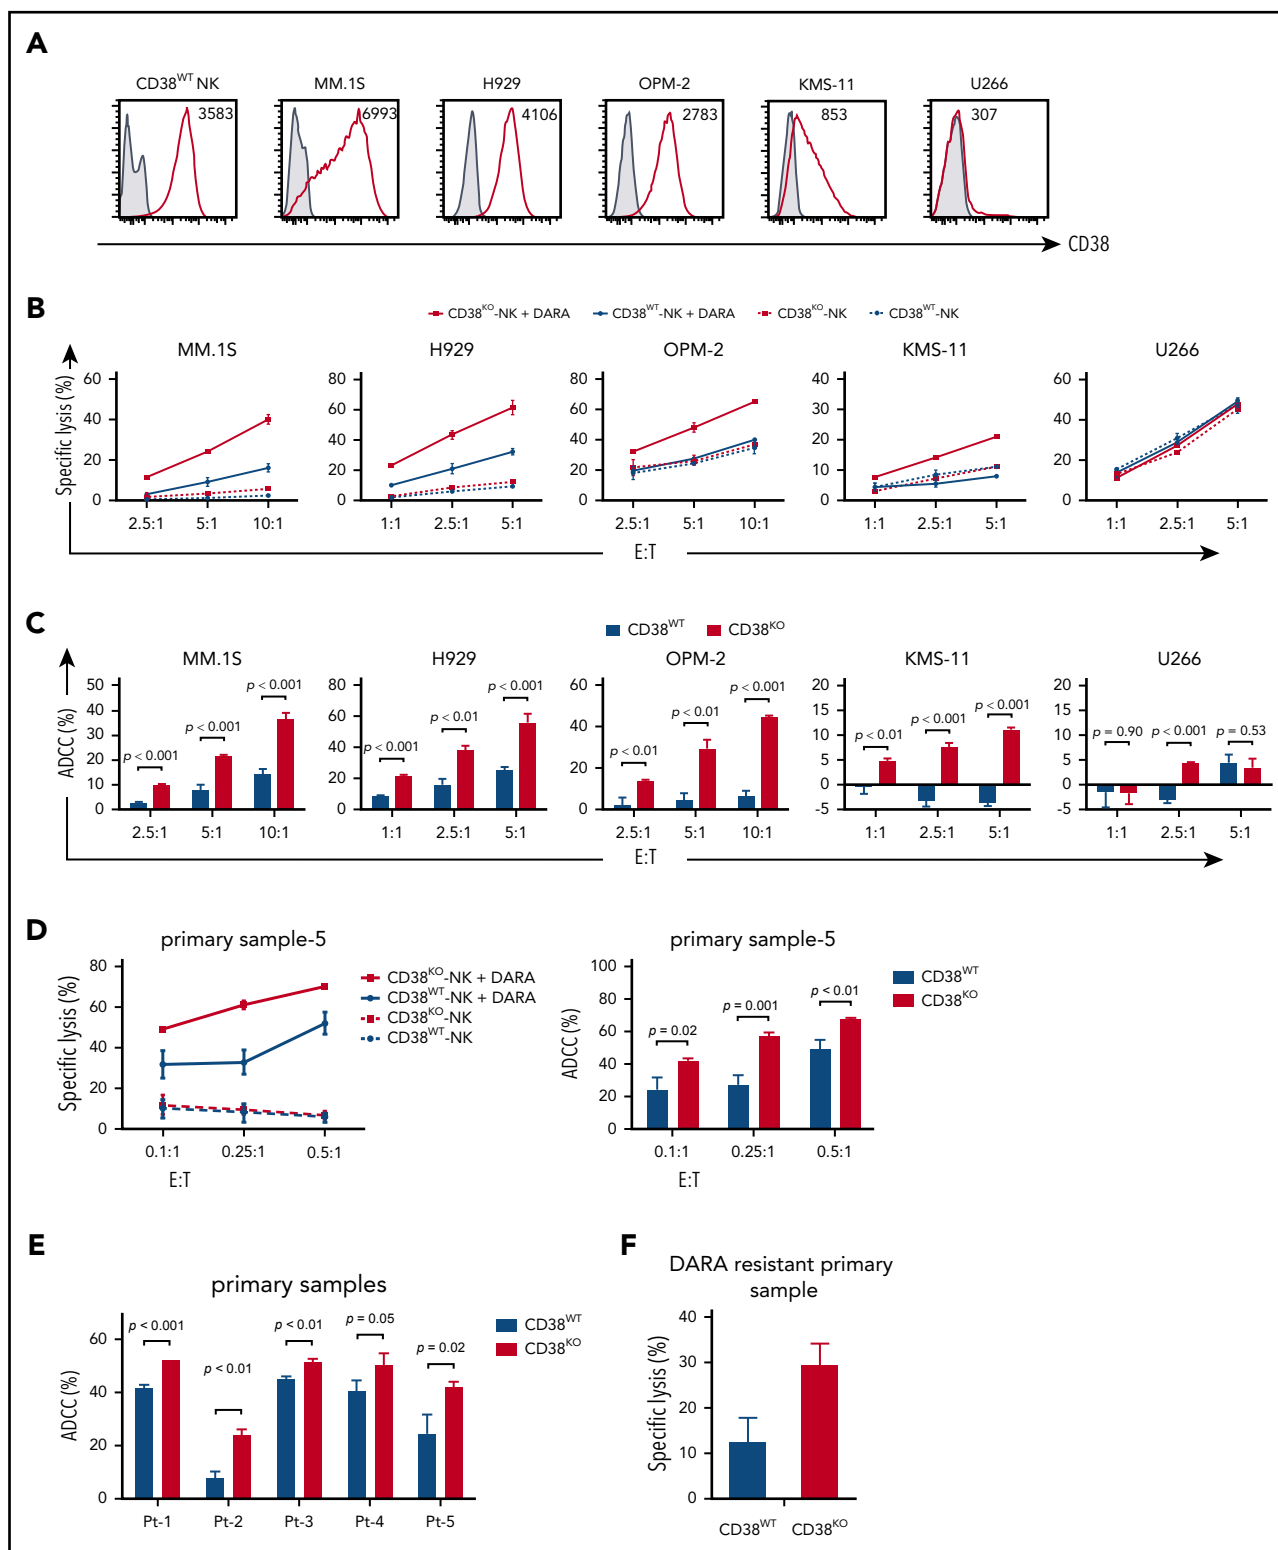 A
CD38WT NK MM.1S H929 OPM-2 KMS-11 U266
3583 6993 4106 2783 853 307
CD38
B
CD38KO-NK + DARA CD38WT-NK + DARA CD38KO-NK CD38WT-NK
MM.1S H929 OPM-2 KMS-11 U266
Specific lysis (%)
60 40 20 0
80 60 40 20 0
80 60 40 20 0
40 30 20 10 0
60 40 20 0
2.5:1 5:1 10:1 1:1 2.5:1 5:1 2.5:1 5:1 10:1 1:1 2.5:1 5:1 1:1 2.5:1 5:1
E:T
C
CD38WT CD38KO
MM.1S H929 OPM-2 KMS-11 U266
ADCC (%)
50 40 30 20 10 0
80 60 40 20 0
60 40 20 0
20 15 10 5 0 -5
20 15 10 5 0 -5
p < 0.001 p < 0.001 p < 0.001
p < 0.001 p < 0.01 p < 0.001
p < 0.01 p < 0.01 p < 0.001
p < 0.01 p < 0.001 p < 0.001
p = 0.90 p < 0.001 p = 0.53
2.5:1 5:1 10:1 1:1 2.5:1 5:1 2.5:1 5:1 10:1 1:1 2.5:1 5:1 1:1 2.5:1 5:1
E:T
D
primary sample-5
Specific lysis (%)
80 60 40 20 0
CD38KO-NK + DARA
CD38WT-NK + DARA
CD38KO-NK
CD38WT-NK
0.1:1 0.25:1 0.5:1
E:T
primary sample-5
ADCC (%)
100 80 60 40 20 0
p = 0.02 p = 0.001 p < 0.01
CD38WT
CD38KO
0.1:1 0.25:1 0.5:1
E:T
E
primary samples
ADCC (%)
60 40 20 0
p < 0.001 p < 0.01 p < 0.01 p = 0.05 p = 0.02
CD38WT
CD38KO
Pt-1 Pt-2 Pt-3 Pt-4 Pt-5
F
DARA resistant primary
sample
Specific lysis (%)
40 30 20 10 0
CD38WT CD38KO